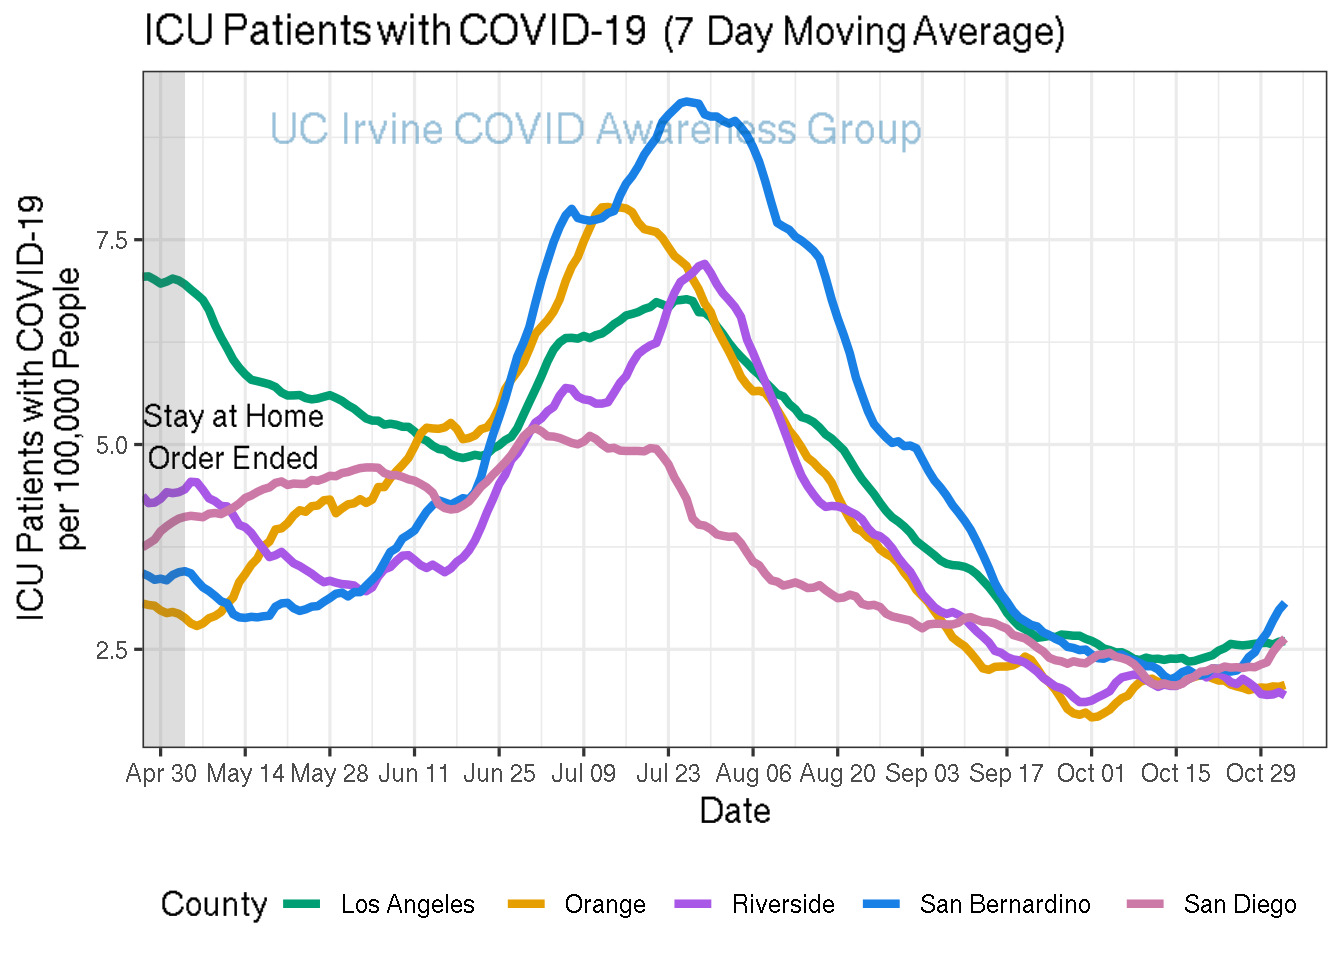 ICU Patients with COVID-19 (7 Day Moving Average)
UC Irvine COVID Awareness Group
ICU Patients with COVID-19
per 100,000 People
7.5
5.0
2.5
Stay at Home
Order Ended
Apr 30 May 14 May 28 Jun 11 Jun 25 Jul 09 Jul 23 Aug 06 Aug 20 Sep 03 Sep 17 Oct 01 Oct 15 Oct 29
Date
County Los Angeles Orange Riverside San Bernardino San Diego